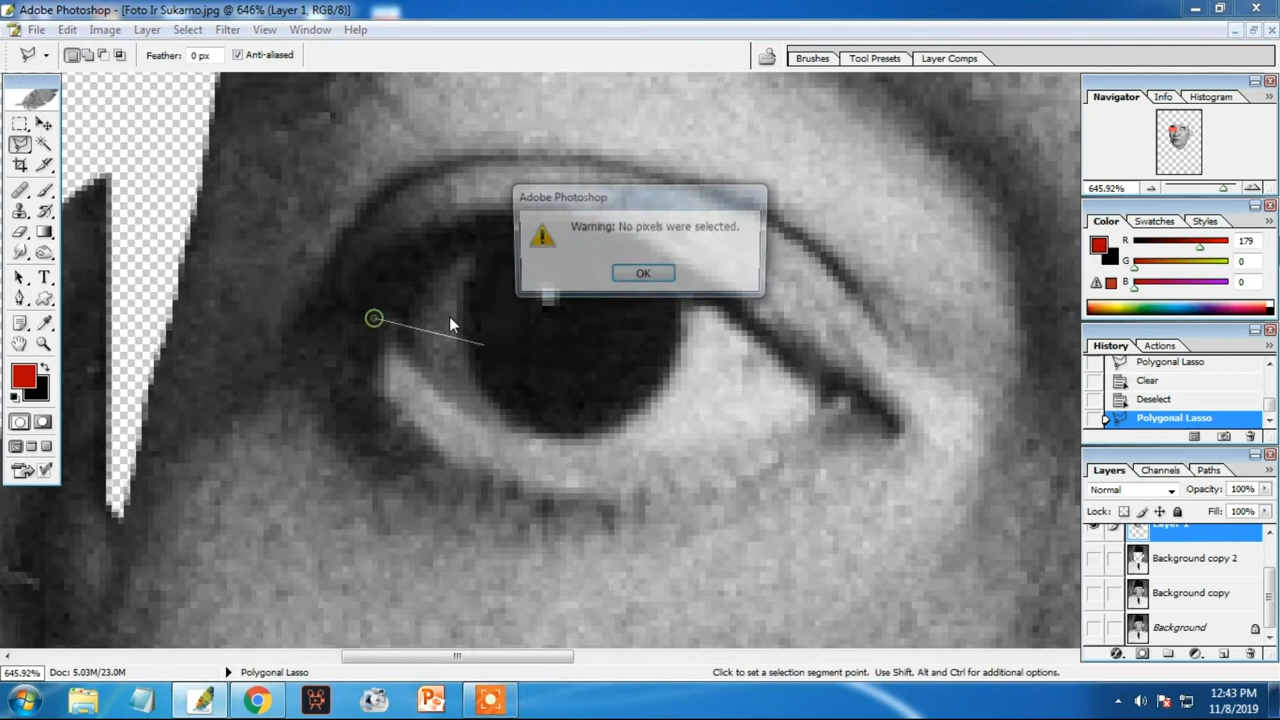 Adobe Photoshop - [Foto Ir Sukarno.jpg @ 646% (Layer 1, RGB/8)]
File Edit Image Layer Select Filter View Window Help
Feather: 0 px Anti-aliased
Brushes Tool Presets Layer Comps
Navigator Info Histogram
645.92%
Color Swatches Styles
R 179
G 0
B 0
History Actions
Polygonal Lasso
Clear
Deselect
Polygonal Lasso
Layers Channels Paths
Normal Opacity: 100%
Lock: Fill: 100%
Layer 1
Background copy 2
Background copy
Background
Adobe Photoshop
Warning: No pixels were selected.
OK
T
645.92% Doc: 5.03M/23.0M Polygonal Lasso Click to set a selection segment point. Use Shift, Alt and Ctrl for additional options.
12:43 PM
11/8/2019